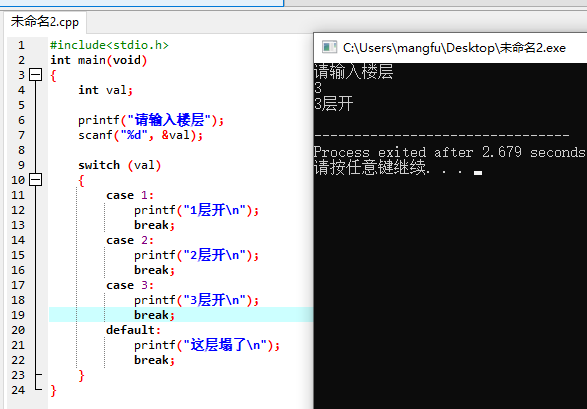 未命名2.cpp
1 #include<stdio.h>
2 int main(void)
3 {
4 int val;
5
6 printf("请输入楼层");
7 scanf("%d", &val);
8
9 switch (val)
10 {
11 case 1:
12 printf("1层开\n");
13 break;
14 case 2:
15 printf("2层开\n");
16 break;
17 case 3:
18 printf("3层开\n");
19 break;
20 default:
21 printf("这层塌了\n");
22 break;
23 }
24 }
C:\Users\mangfu\Desktop\未命名2.exe
请输入楼层
3
3层开
--------------------------------
Process exited after 2.679 seconds
请按任意键继续. . .